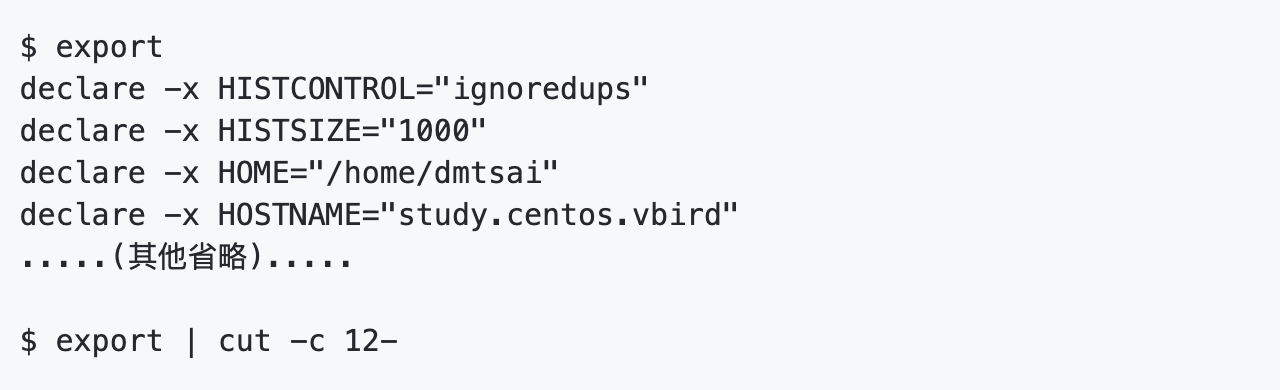 $ export
declare -x HISTCONTROL="ignoredups"
declare -x HISTSIZE="1000"
declare -x HOME="/home/dmtsai"
declare -x HOSTNAME="study.centos.vbird"
.....(其他省略).....
$ export | cut -c 12-